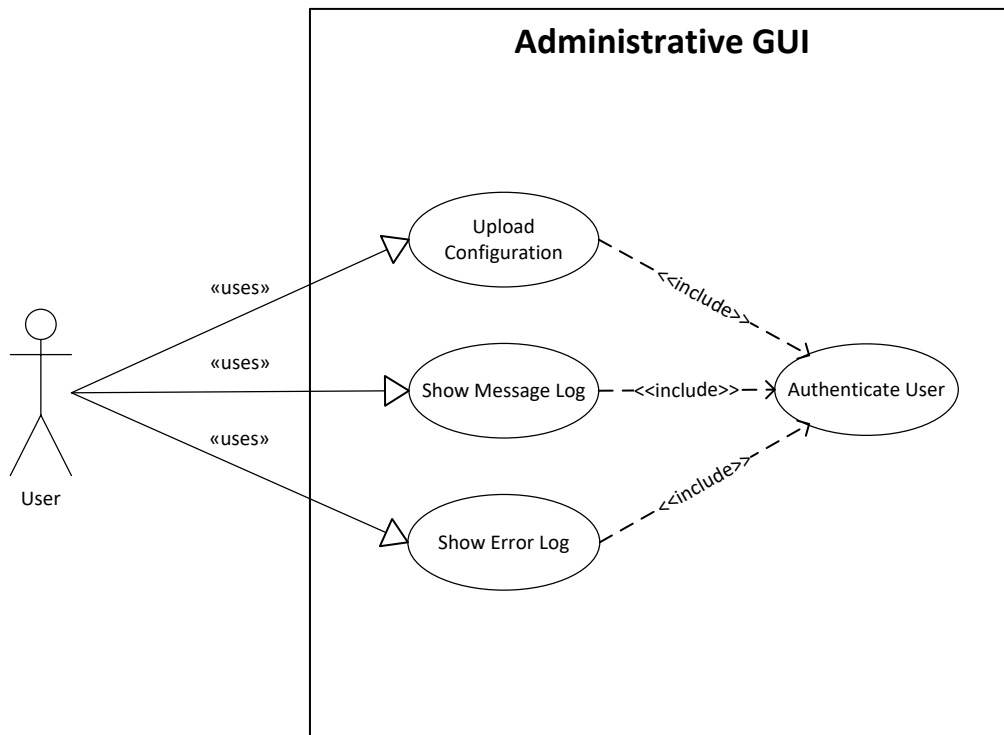 Administrative GUI
Upload
Configuration
«uses»
<<include>>
«uses»
Show Message Log
<<include>>
Authenticate User
«uses»
<<include>>
User
Show Error Log